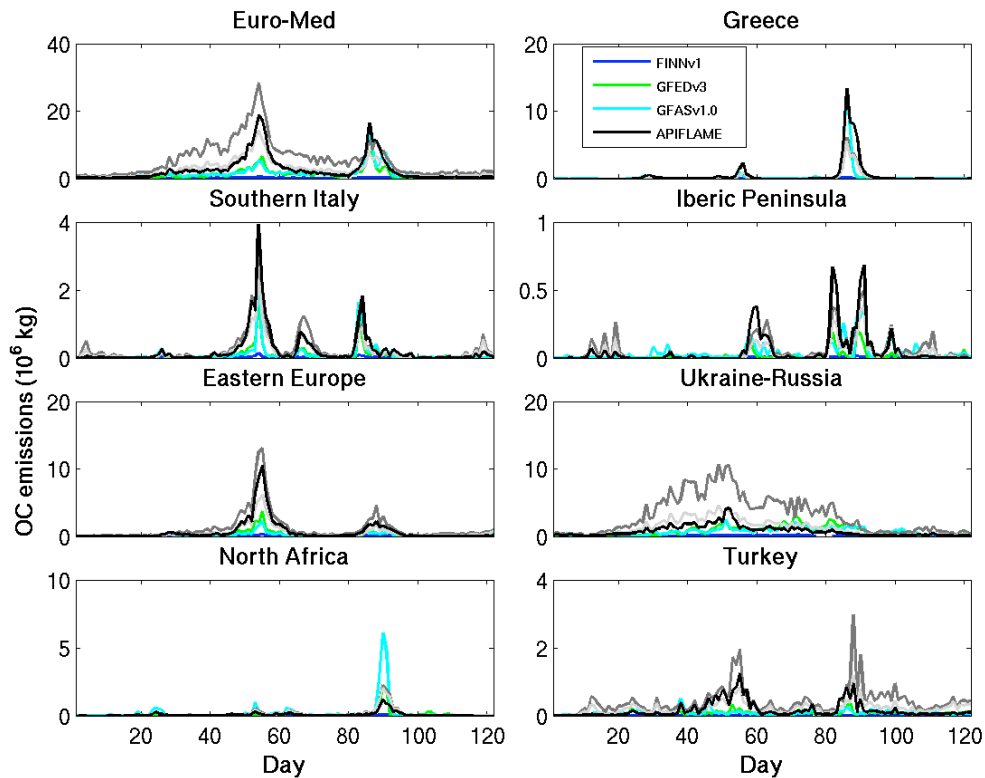 Euro-Med
Greece
40
20
0
20
10
0
FINNv1
GFEDv3
GFASv1.0
APIFLAME
Southern Italy
Iberic Peninsula
4
2
0
1
0.5
0
Eastern Europe
Ukraine-Russia
20
10
0
20
10
0
North Africa
Turkey
10
5
0
4
2
0
20 40 60 80 100 120
20 40 60 80 100 120
Day
Day
OC emissions (10⁶ kg)